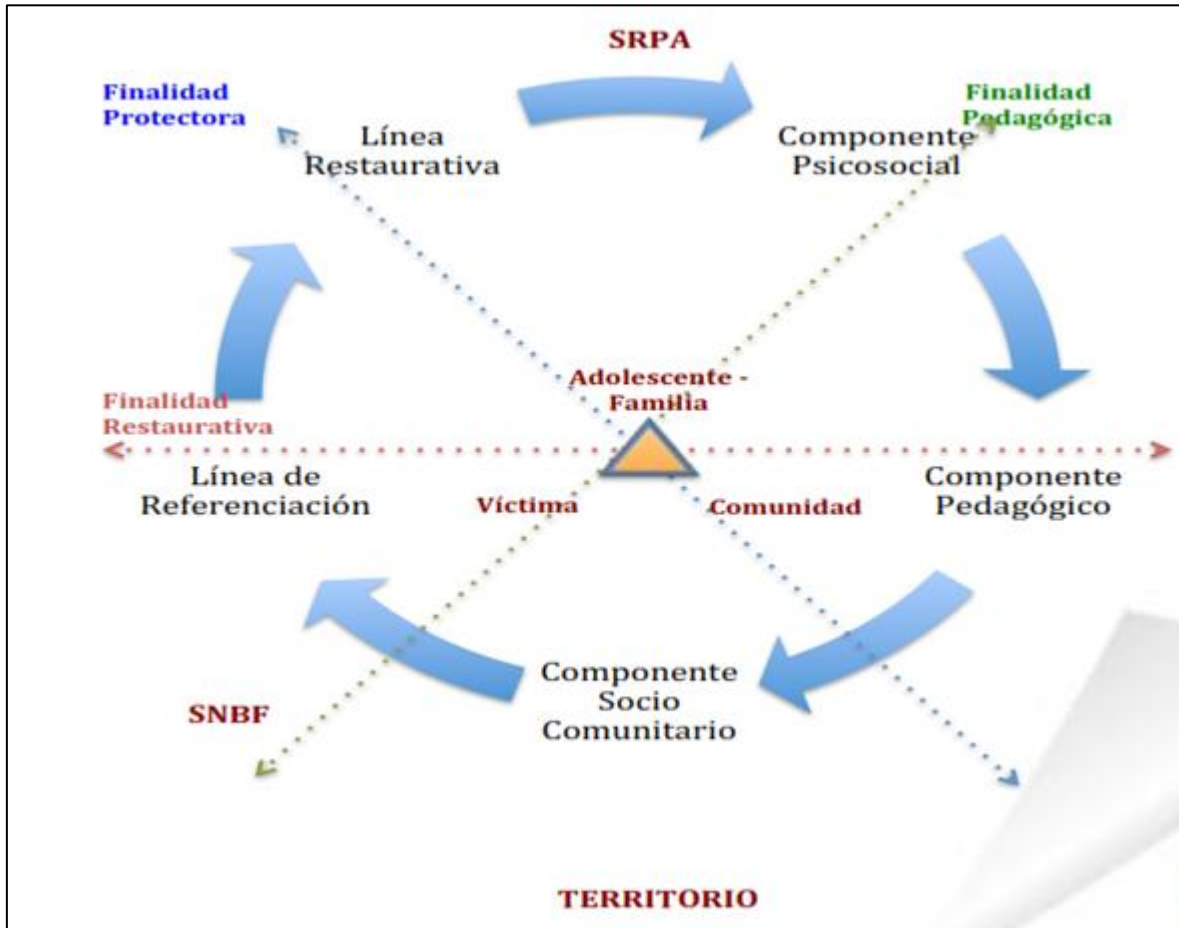 SRPA
Finalidad
Protectora
Finalidad
Pedagógica
Línea
Restaurativa
Componente
Psicosocial
Adolescente -
Familia
Finalidad
Restaurativa
Línea de
Referenciación
Víctima
Comunidad
Componente
Pedagógico
Componente
Socio
Comunitario
SNBF
TERRITORIO